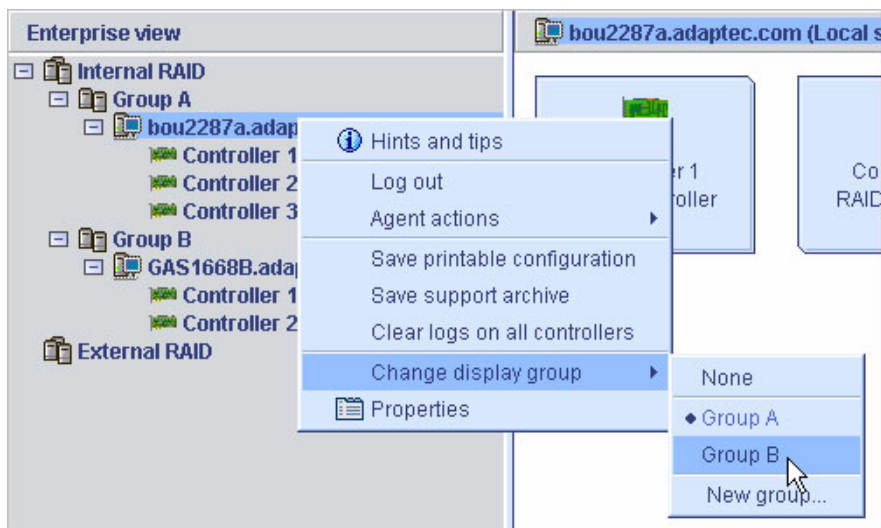 Enterprise view
Internal RAID
Group A
bou2287a.adap
Controller 1
Controller 2
Controller 3
Group B
GAS1668B.ada
Controller 1
Controller 2
External RAID
bou2287a.adaptec.com (Local s
r 1
oller
Co
RAID
Hints and tips
Log out
Agent actions
Save printable configuration
Save support archive
Clear logs on all controllers
Change display group
Properties
None
Group A
Group B
New group...